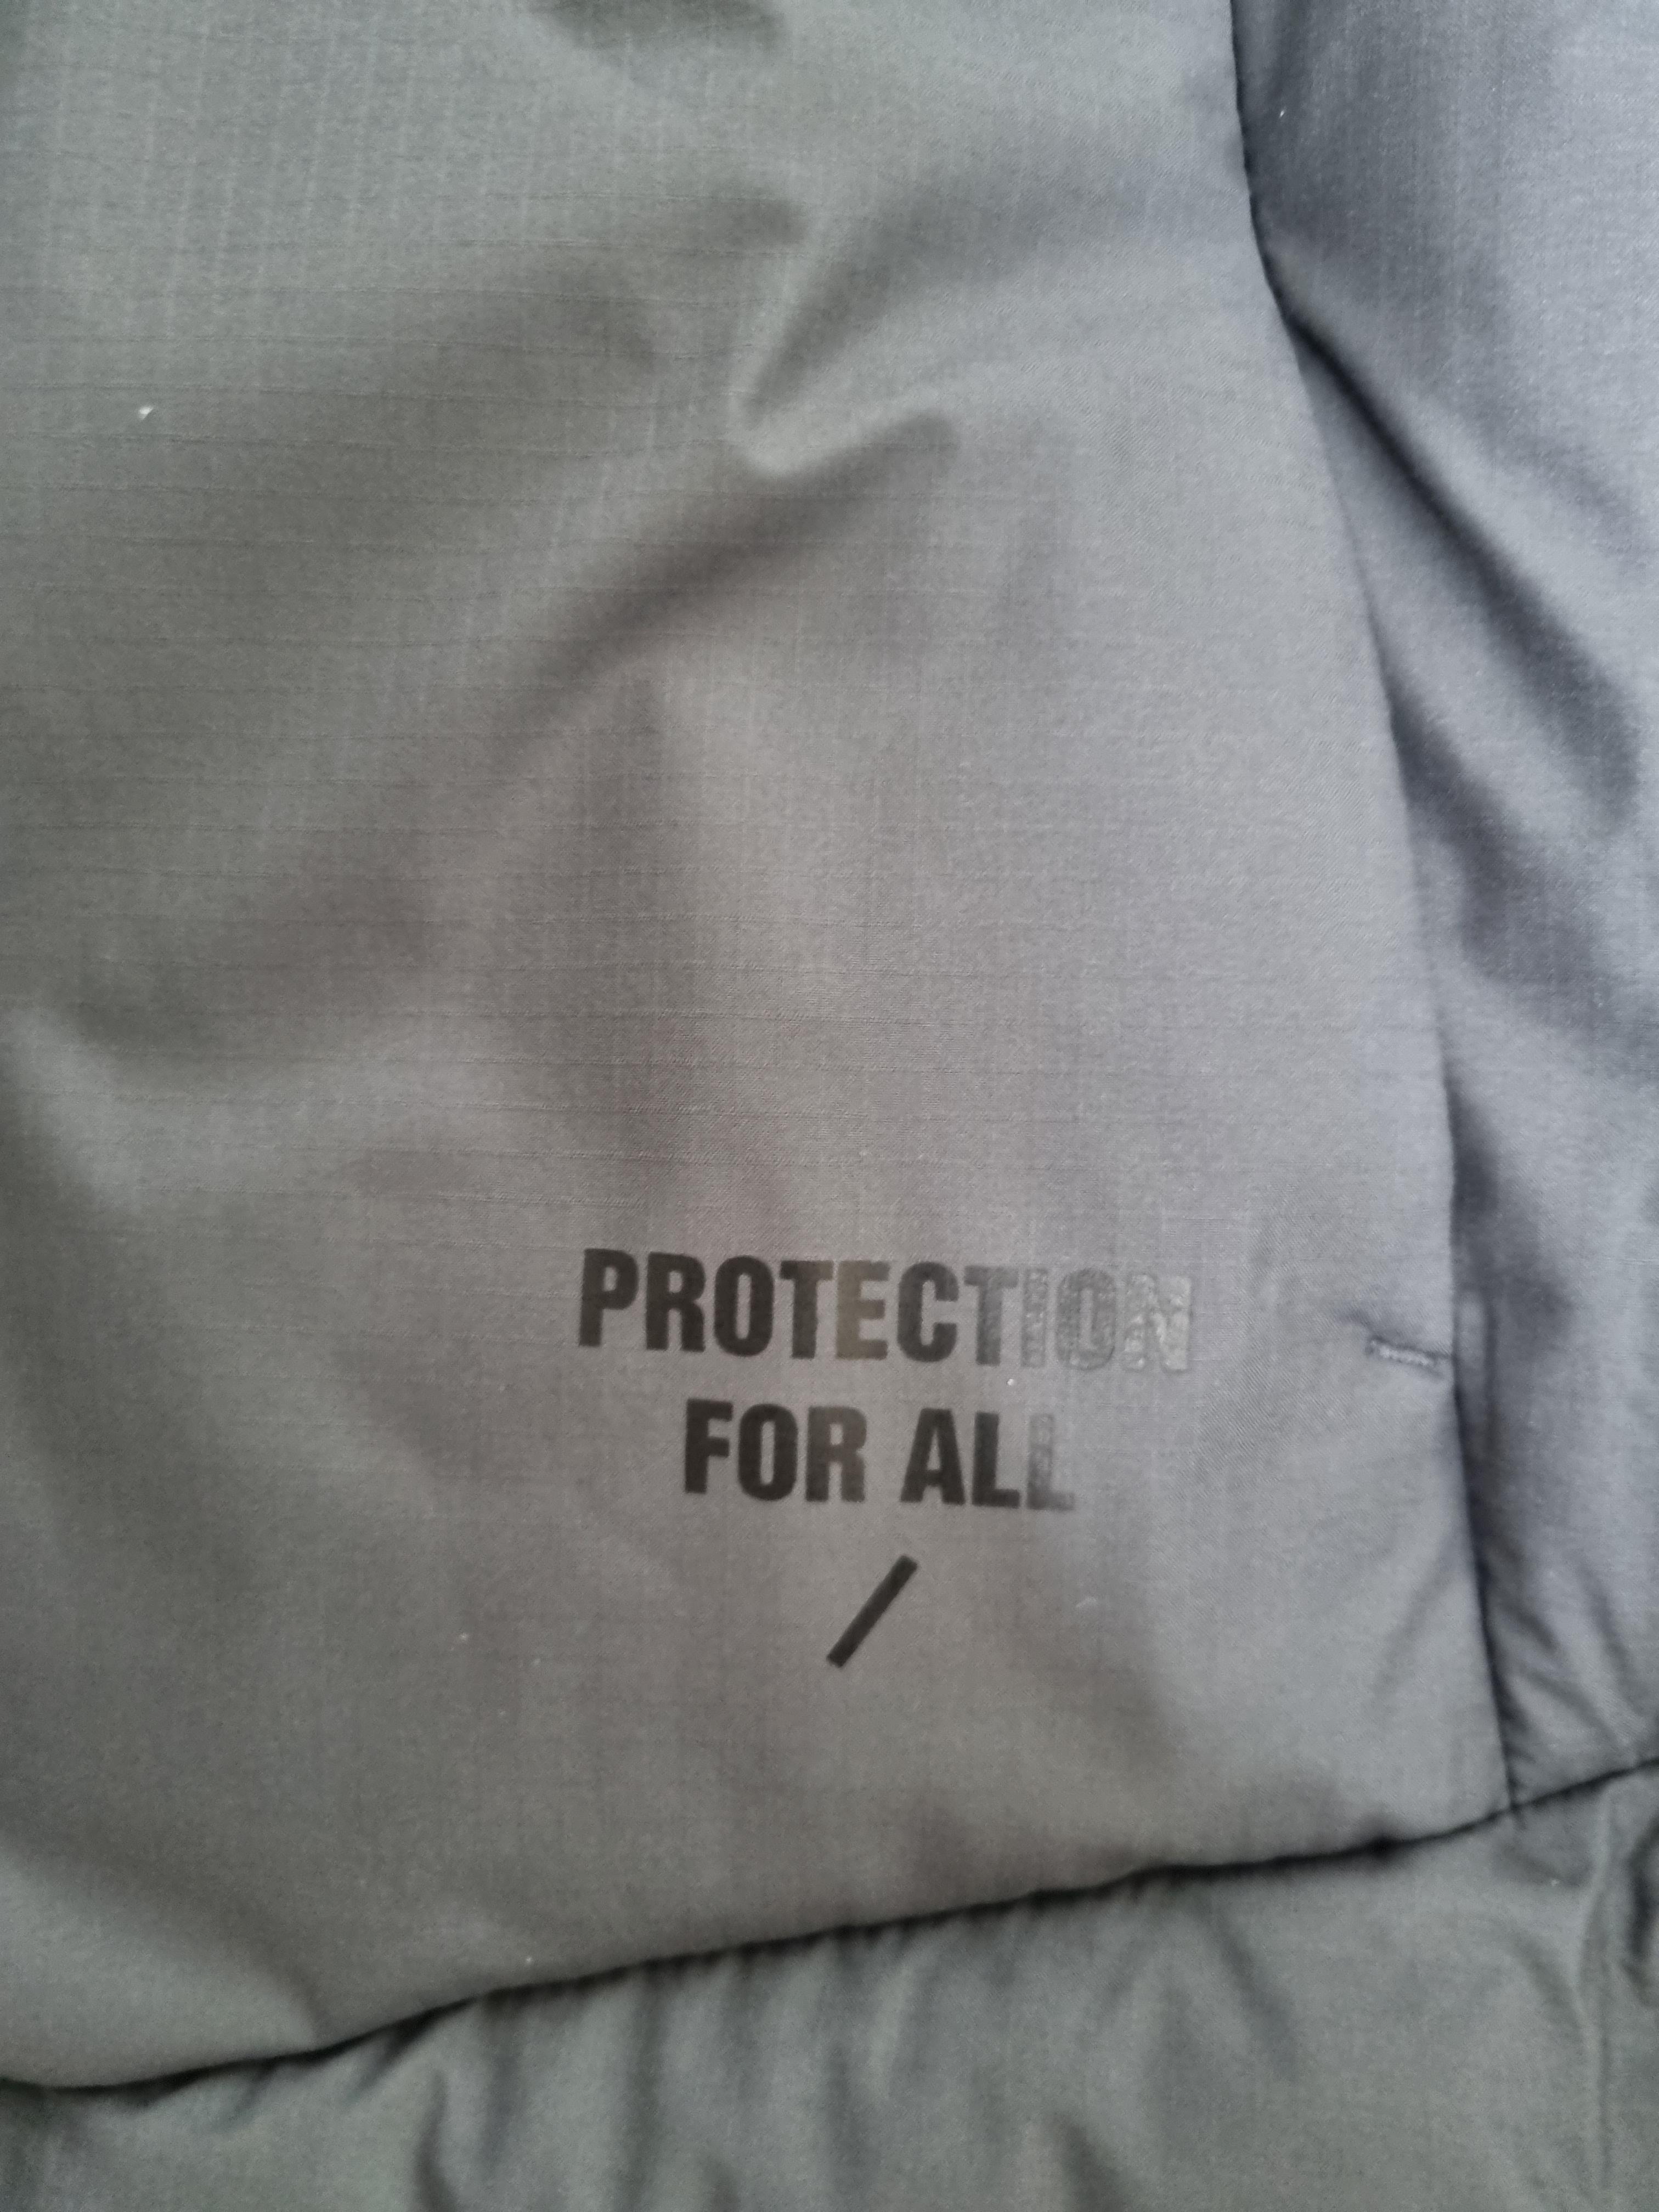 PROTECTION
FOR ALL
/